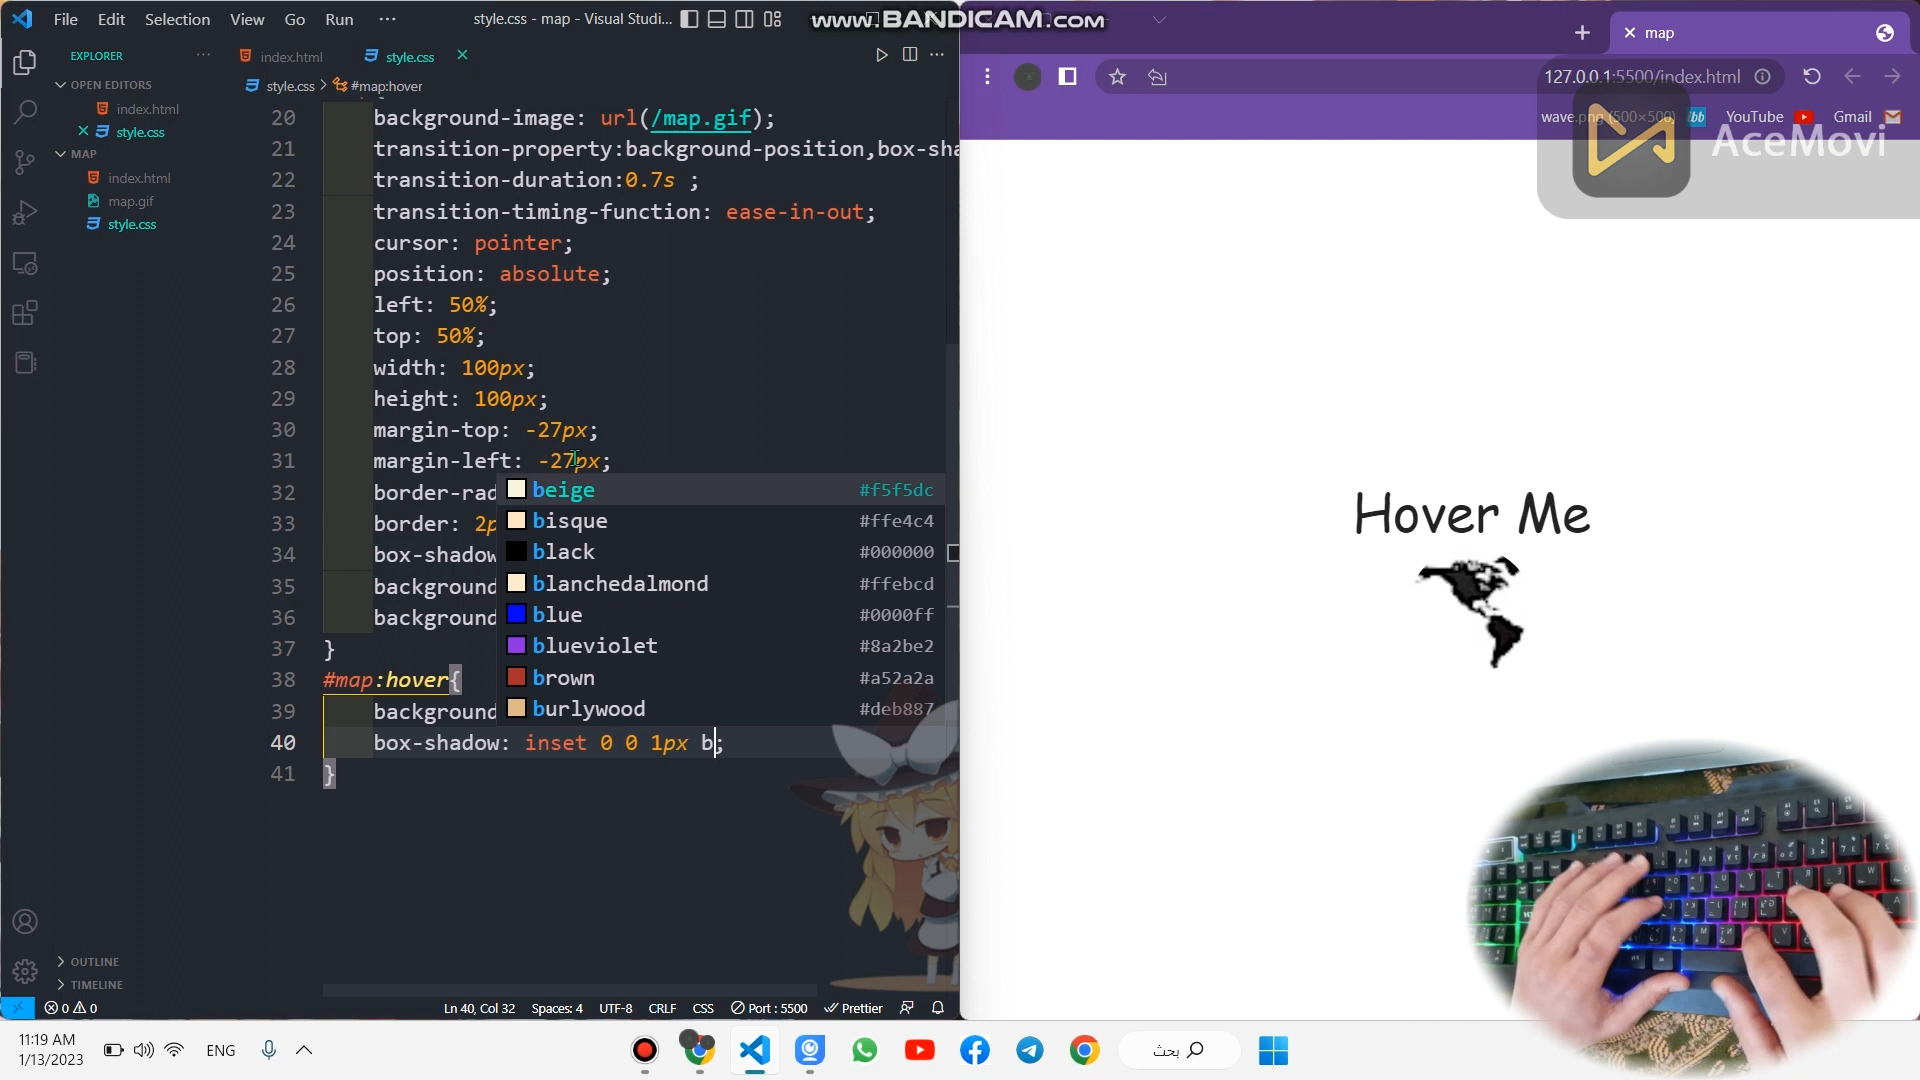 File Edit Selection View Go Run ...
style.css - map - Visual Studi...
www.BANDICAM.com
map
EXPLORER
OPEN EDITORS
index.html
style.css
MAP
index.html
map.gif
style.css
index.html
style.css
style.css > #map:hover
20 background-image: url(/map.gif);
21 transition-property:background-position,box-sha
22 transition-duration:0.7s ;
23 transition-timing-function: ease-in-out;
24 cursor: pointer;
25 position: absolute;
26 left: 50%;
27 top: 50%;
28 width: 100px;
29 height: 100px;
30 margin-top: -27px;
31 margin-left: -27px;
32 border-rad
33 border: 2p
34 box-shadow
35 background
36 background
37 }
38 #map:hover{
39 background
40 box-shadow: inset 0 0 1px b;
41 }
beige #f5f5dc
bisque #ffe4c4
black #000000
blanchedalmond #ffebcd
blue #0000ff
blueviolet #8a2be2
brown #a52a2a
burlywood #deb887
127.0.0.1:5500/index.html
wave.png (500×500) ibb YouTube Gmail
AceMovi
Hover Me
OUTLINE
TIMELINE
0 0
Ln 40, Col 32 Spaces: 4 UTF-8 CRLF CSS Port : 5500 Prettier
11:19 AM
1/13/2023
ENG
بحث